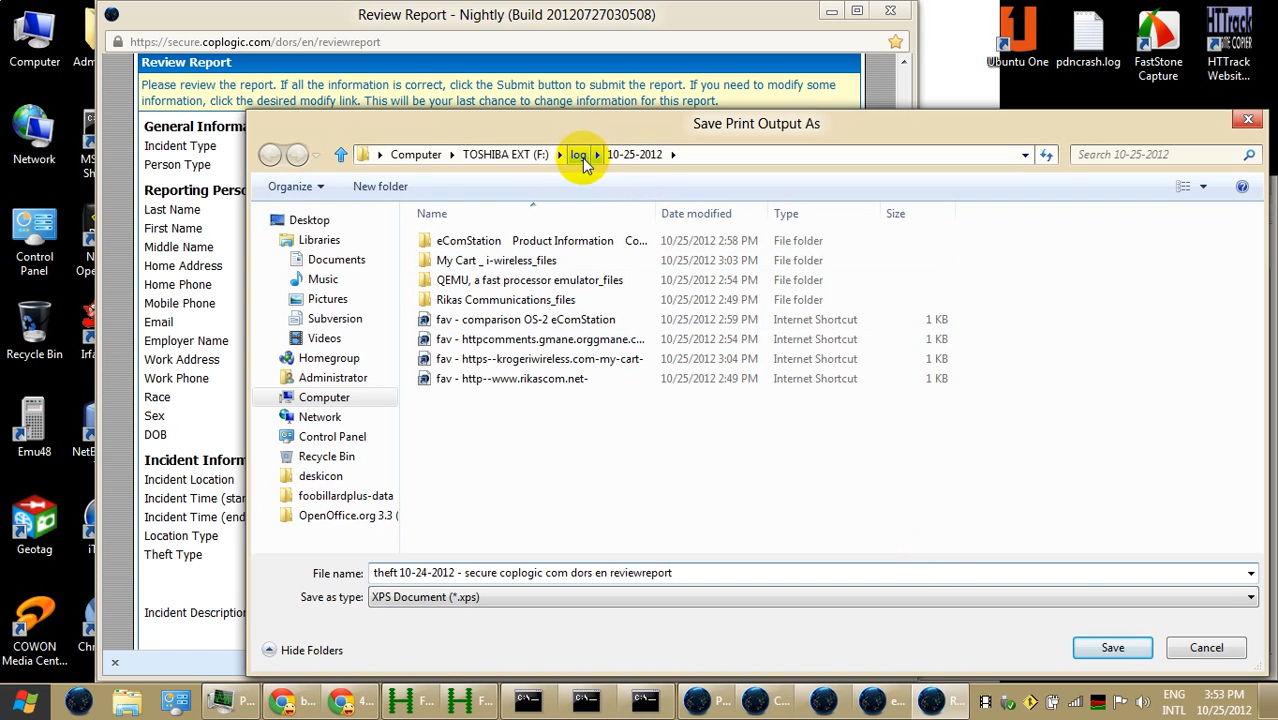 Review Report - Nightly (Build 20120727030508)
https://secure.coplogic.com/dors/en/reviewreport
Review Report
Please review the report. If all the information is correct, click the Submit button to submit the report. If you need to modify some
information, click the desired modify link. This will be your last chance to change information for this report.
General Informa
Incident Type
Person Type
Reporting Person
Last Name
First Name
Middle Name
Home Address
Home Phone
Mobile Phone
Email
Employer Name
Work Address
Work Phone
Race
Sex
DOB
Incident Inform
Incident Location
Incident Time (star
Incident Time (end
Location Type
Theft Type
Incident Description
Save Print Output As
Computer
TOSHIBA EXT (F:)
log
10-25-2012
Search 10-25-2012
Organize
New folder
Desktop
Libraries
Documents
Music
Pictures
Subversion
Videos
Homegroup
Administrator
Computer
Network
Control Panel
Recycle Bin
deskicon
foobillardplus-data
OpenOffice.org 3.3 (
Name Date modified Type Size
eComStation Product Information Co... 10/25/2012 2:58 PM File folder
My Cart _ i-wireless_files 10/25/2012 3:03 PM File folder
QEMU, a fast processor emulator_files 10/25/2012 2:54 PM File folder
Rikas Communications_files 10/25/2012 2:49 PM File folder
fav - comparison OS-2 eComStation 10/25/2012 2:59 PM Internet Shortcut 1 KB
fav - httpcomments.gmane.orggmane.c... 10/25/2012 2:54 PM Internet Shortcut 1 KB
fav - https--krogeriwireless.com-my-cart- 10/25/2012 3:04 PM Internet Shortcut 1 KB
fav - http--www.rikascom.net- 10/25/2012 2:49 PM Internet Shortcut 1 KB
File name: theft 10-24-2012 - secure coplogic com dors en reviewreport
Save as type: XPS Document (*.xps)
Hide Folders
Save
Cancel
Computer
Network
Control
Panel
Recycle Bin
Emu48
Geotag
COWON
Media Cent...
Ubuntu One
pdncrash.log
FastStone
Capture
HTTrack
Websit...
P...
b...
4...
F...
F...
P...
C...
e...
R...
ENG
INTL
3:53 PM
10/25/2012